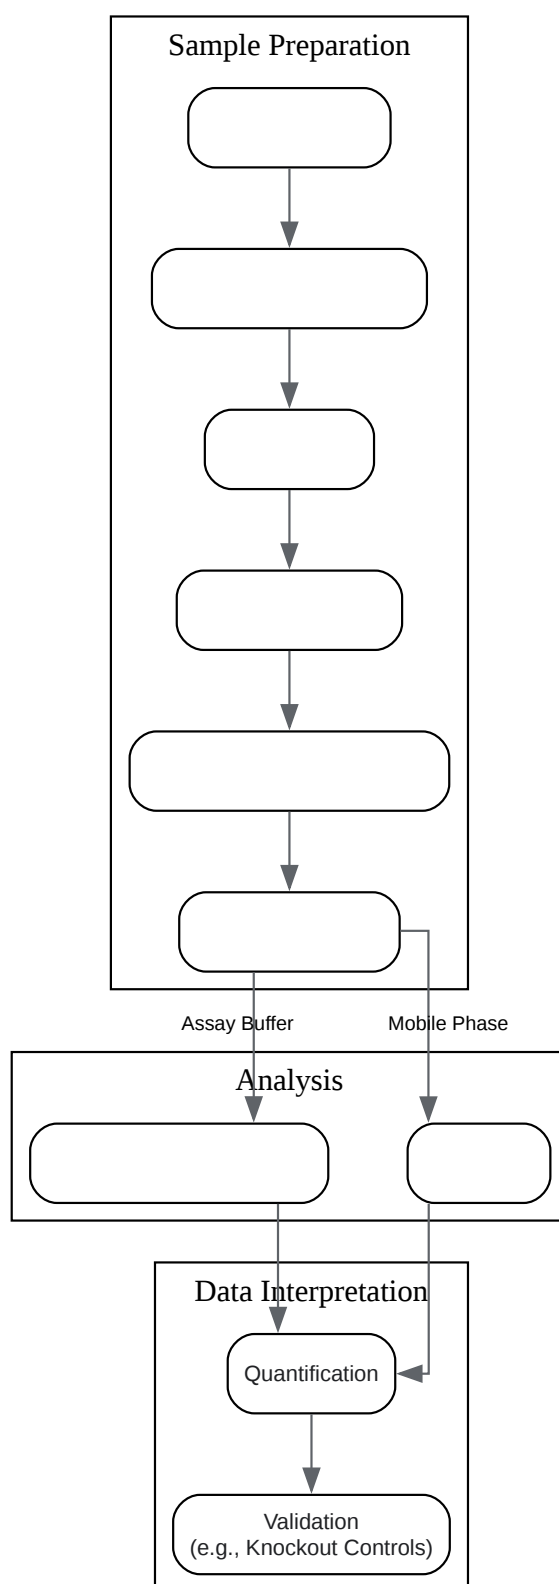 Sample Preparation
Assay Buffer
Mobile Phase
Analysis
Data Interpretation
Quantification
Validation
(e.g., Knockout Controls)